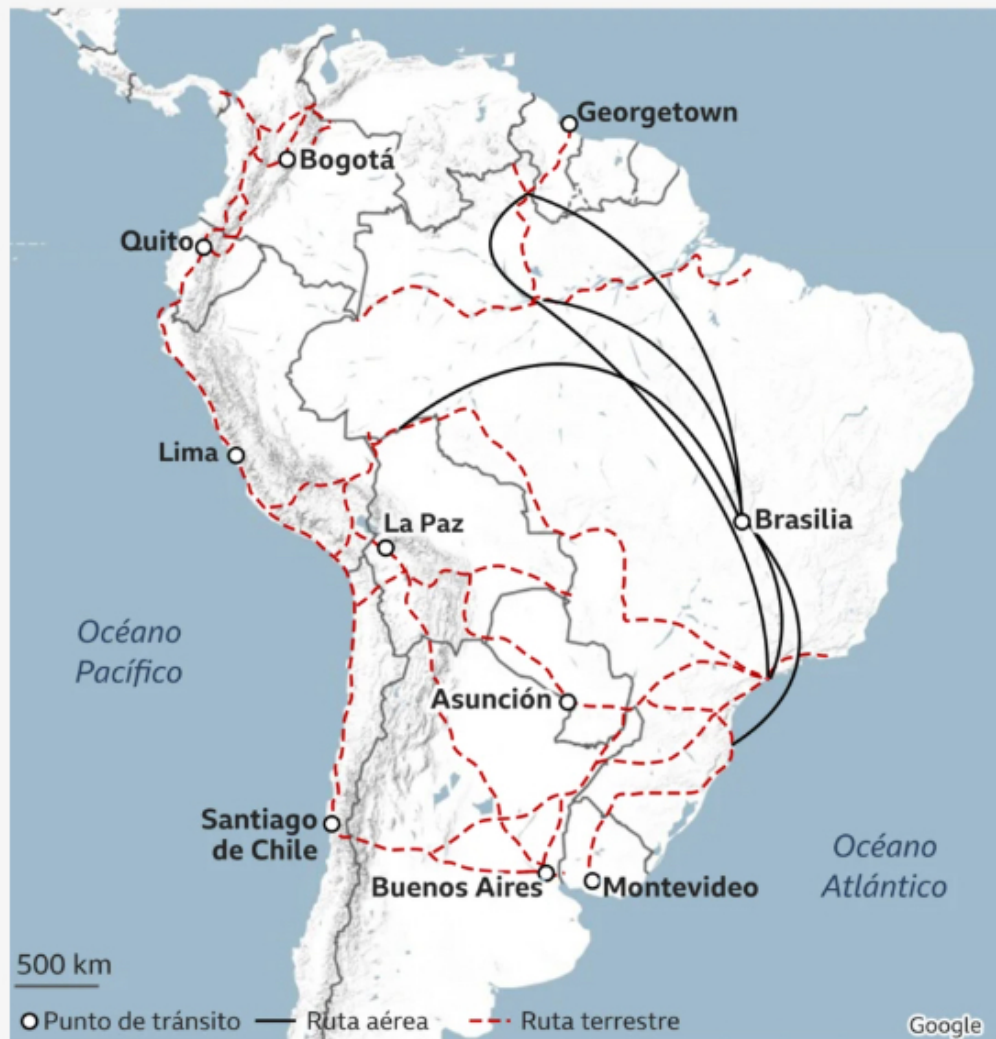 Georgetown
Bogotá
Quito
Lima
La Paz
Brasilia
Océano
Pacífico
Asunción
Santiago
de Chile
Buenos Aires
Montevideo
Océano
Atlántico
500 km
Punto de tránsito
Ruta aérea
Ruta terrestre
Google